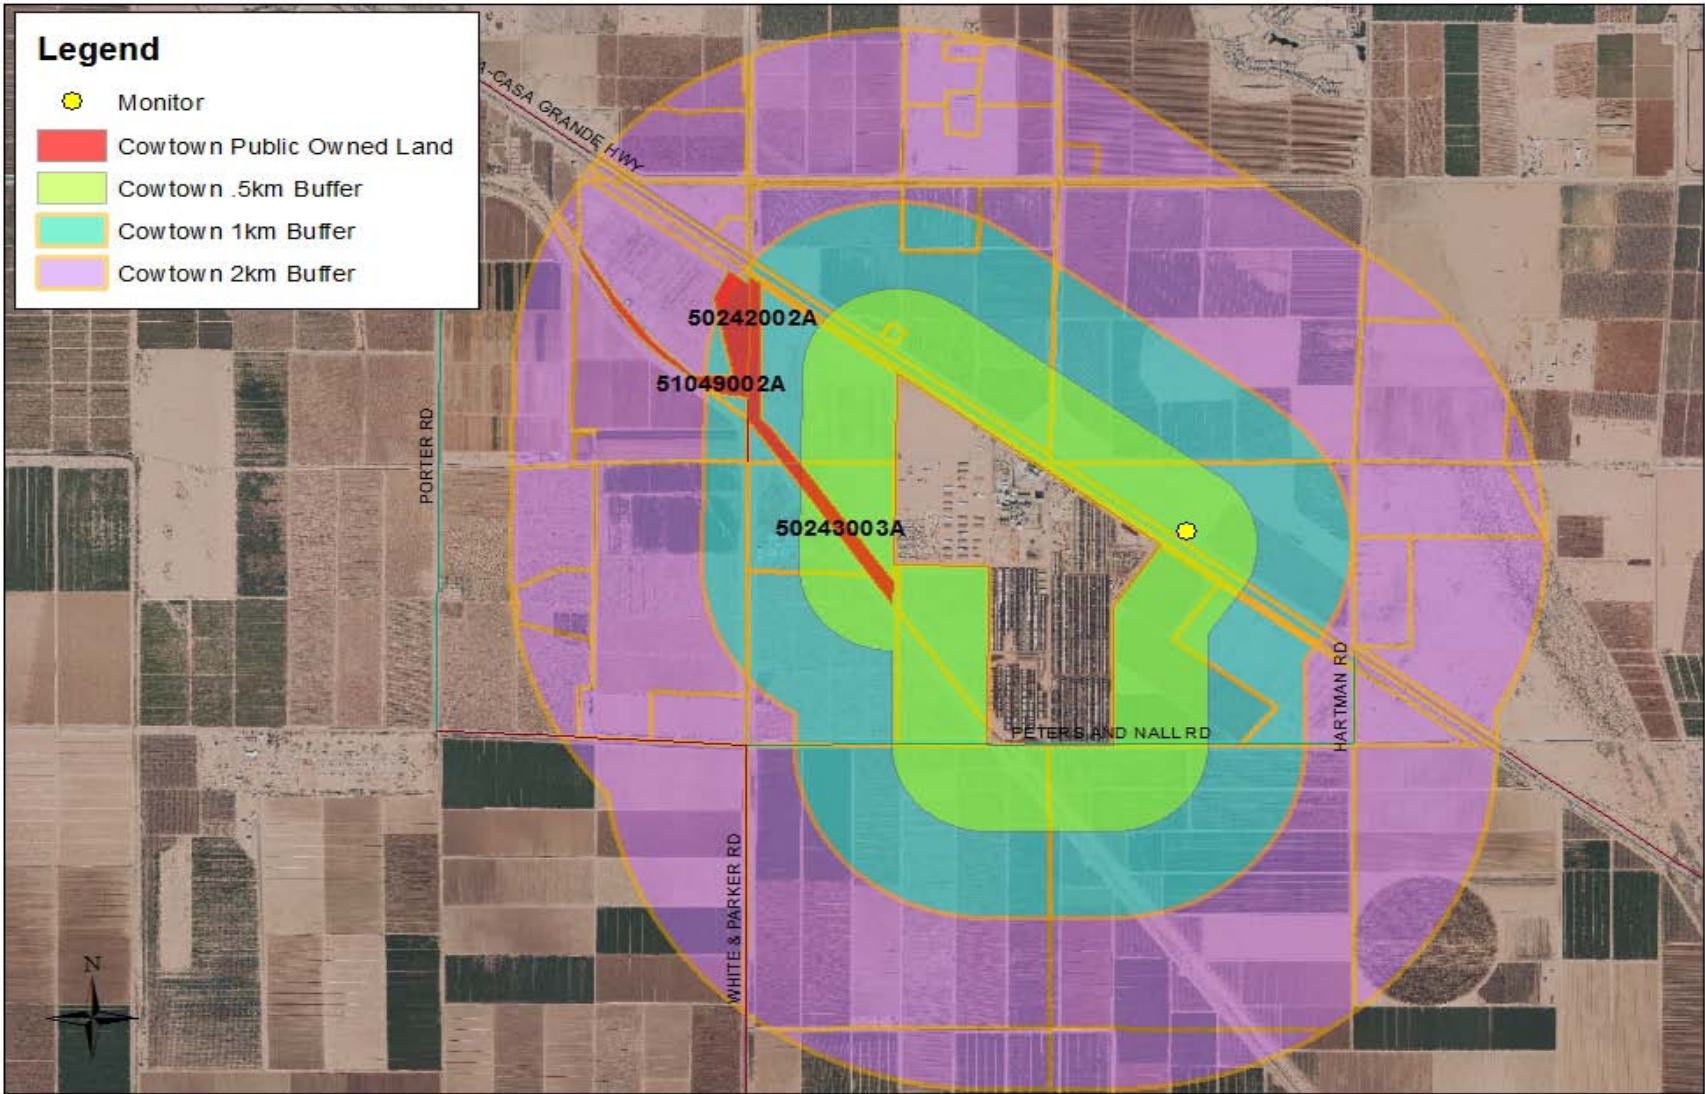 Legend
Monitor
Cowtown Public Owned Land
Cowtown .5km Buffer
Cowtown 1km Buffer
Cowtown 2km Buffer
A-CASA GRANDE HWY
50242002A
51049002A
PORTER RD
50243003A
HARTMAN RD
PETERS AND NALL RD
WHITE & PARKER RD
N